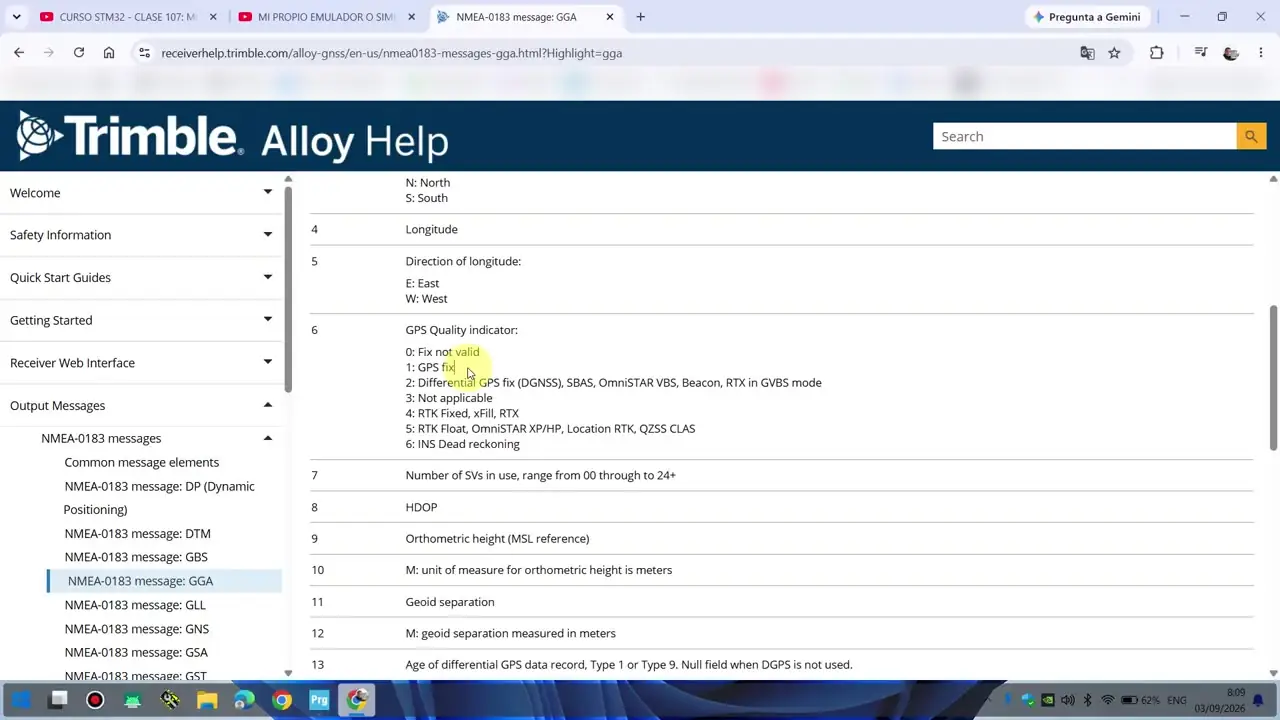 CURSO STM32 - CLASE 107: M
MI PROPIO EMULADOR O SIM
NMEA-0183 message: GGA
Pregunta a Gemini
receiverhelp.trimble.com/alloy-gnss/en-us/nmea0183-messages-gga.html?Highlight=gga
Trimble. Alloy Help
Search
Welcome
Safety Information
Quick Start Guides
Getting Started
Receiver Web Interface
Output Messages
NMEA-0183 messages
Common message elements
NMEA-0183 message: DP (Dynamic
Positioning)
NMEA-0183 message: DTM
NMEA-0183 message: GBS
NMEA-0183 message: GGA
NMEA-0183 message: GLL
NMEA-0183 message: GNS
NMEA-0183 message: GSA
NMEA-0183 message: GST
N: North
S: South
4 Longitude
5 Direction of longitude:
E: East
W: West
6 GPS Quality indicator:
0: Fix not valid
1: GPS fix
2: Differential GPS fix (DGNSS), SBAS, OmniSTAR VBS, Beacon, RTX in GVBS mode
3: Not applicable
4: RTK Fixed, xFill, RTX
5: RTK Float, OmniSTAR XP/HP, Location RTK, QZSS CLAS
6: INS Dead reckoning
7 Number of SVs in use, range from 00 through to 24+
8 HDOP
9 Orthometric height (MSL reference)
10 M: unit of measure for orthometric height is meters
11 Geoid separation
12 M: geoid separation measured in meters
13 Age of differential GPS data record, Type 1 or Type 9. Null field when DGPS is not used.
Prg
62%
ENG
8:09
03/09/2026